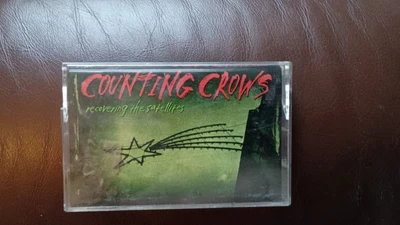 COUNTING CROWS
recovering the satellites